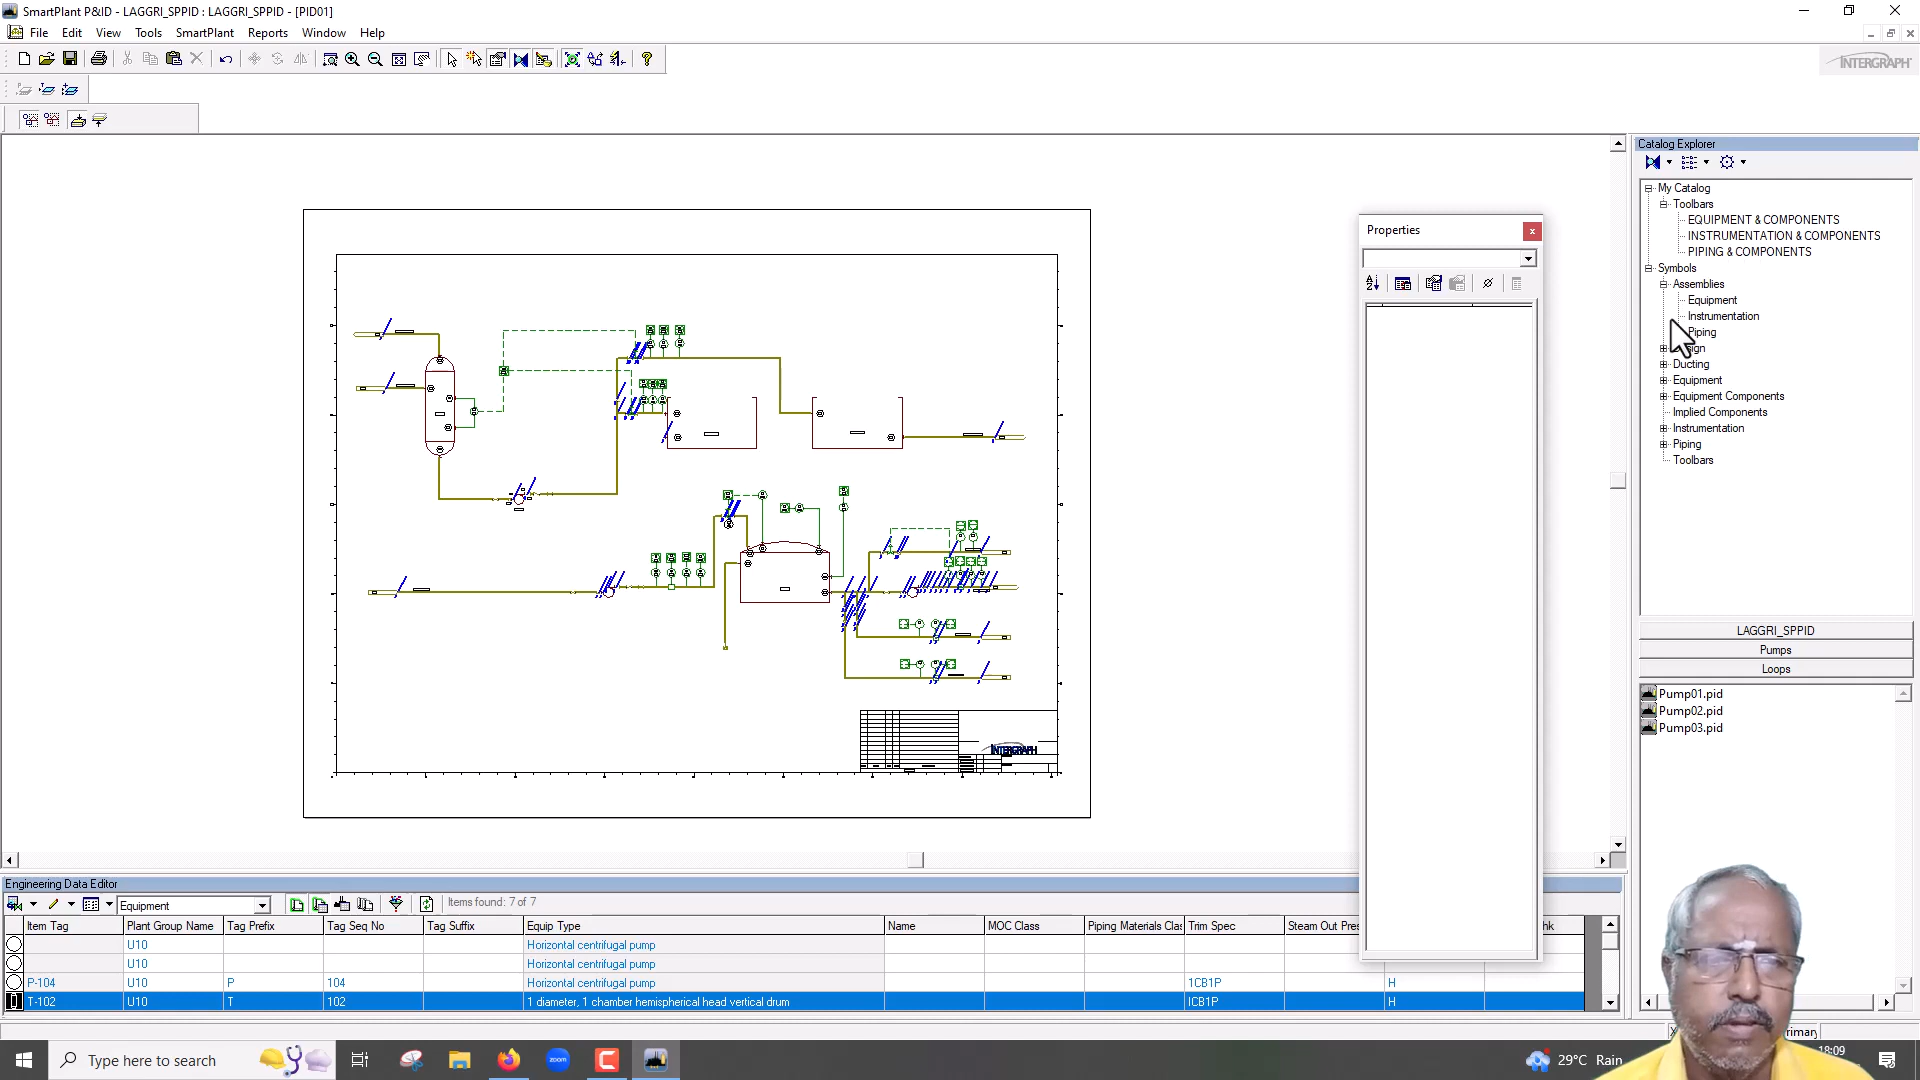 SmartPlant P&ID - LAGGRI_SPPID : LAGGRI_SPPID - [PID01]
File Edit View Tools SmartPlant Reports Window Help
INTERGRAPH
Catalog Explorer
My Catalog
Toolbars
EQUIPMENT & COMPONENTS
INSTRUMENTATION & COMPONENTS
PIPING & COMPONENTS
Symbols
Assemblies
Equipment
Instrumentation
Piping
Ducting
Equipment
Equipment Components
Implied Components
Instrumentation
Piping
Toolbars
LAGGRI_SPPID
Pumps
Loops
Pump01.pid
Pump02.pid
Pump03.pid
Properties
INTERGRAPH
Engineering Data Editor
Equipment Items found: 7 of 7
Item Tag Plant Group Name Tag Prefix Tag Seq No Tag Suffix Equip Type Name MOC Class Piping Materials Clas Trim Spec Steam Out Pres hk
U10 Horizontal centrifugal pump
U10 Horizontal centrifugal pump
P-104 U10 P 104 Horizontal centrifugal pump 1CB1P H
T-102 U10 T 102 1 diameter, 1 chamber hemispherical head vertical drum ICB1P H
Type here to search
zoom
29°C Rain
18:09